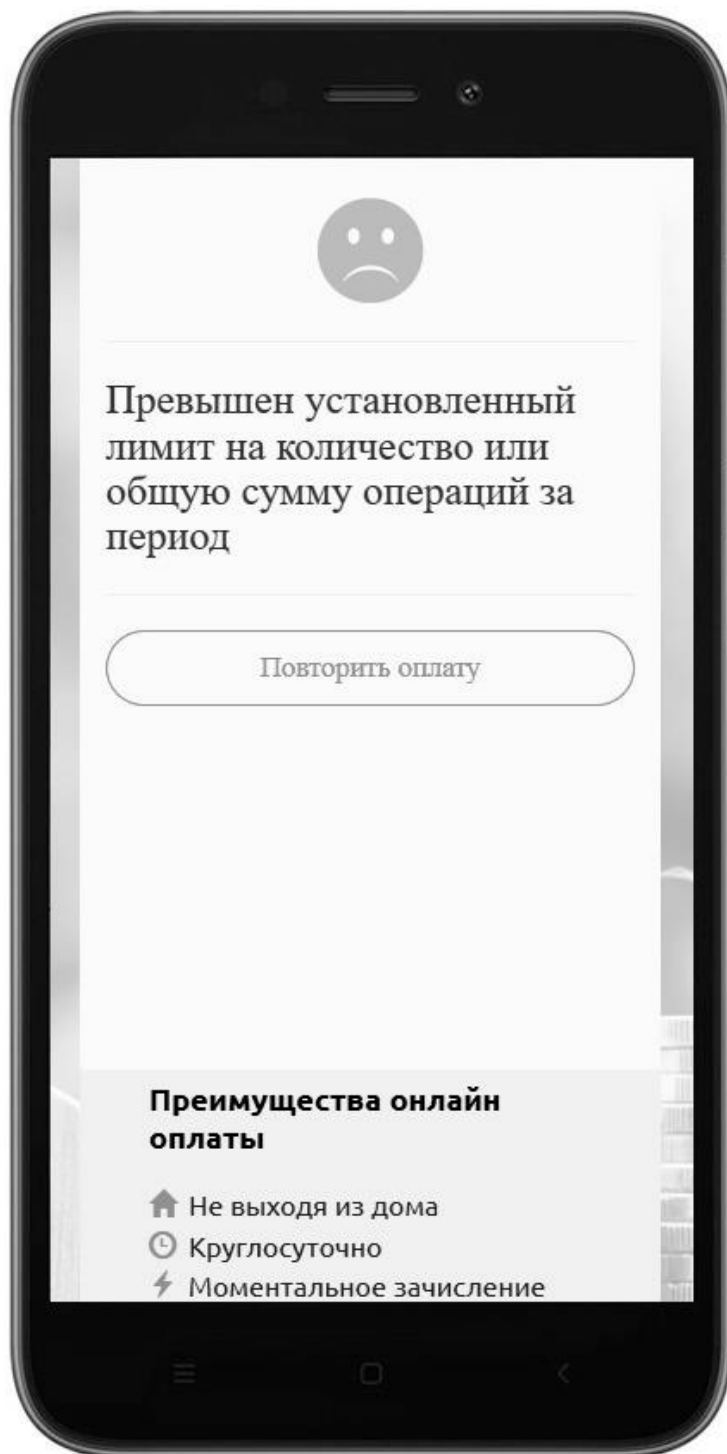 Превышен установленный
лимит на количество или
общую сумму операций за
период
Повторить оплату
Преимущества онлайн
оплаты
Не выходя из дома
Круглосуточно
Моментальное зачисление